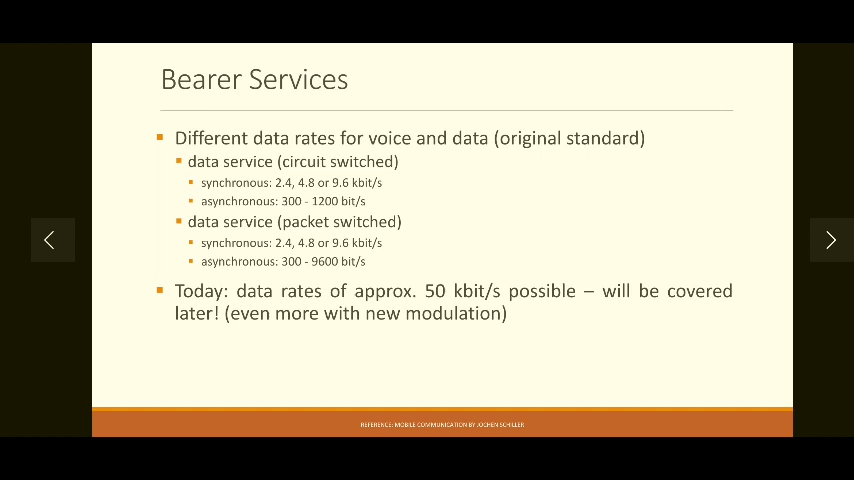 Bearer Services
Different data rates for voice and data (original standard)
data service (circuit switched)
synchronous: 2.4, 4.8 or 9.6 kbit/s
asynchronous: 300 - 1200 bit/s
data service (packet switched)
synchronous: 2.4, 4.8 or 9.6 kbit/s
asynchronous: 300 - 9600 bit/s
Today: data rates of approx. 50 kbit/s possible – will be covered
later! (even more with new modulation)
REFERENCE: MOBILE COMMUNICATION BY JOCHEN SCHILLER